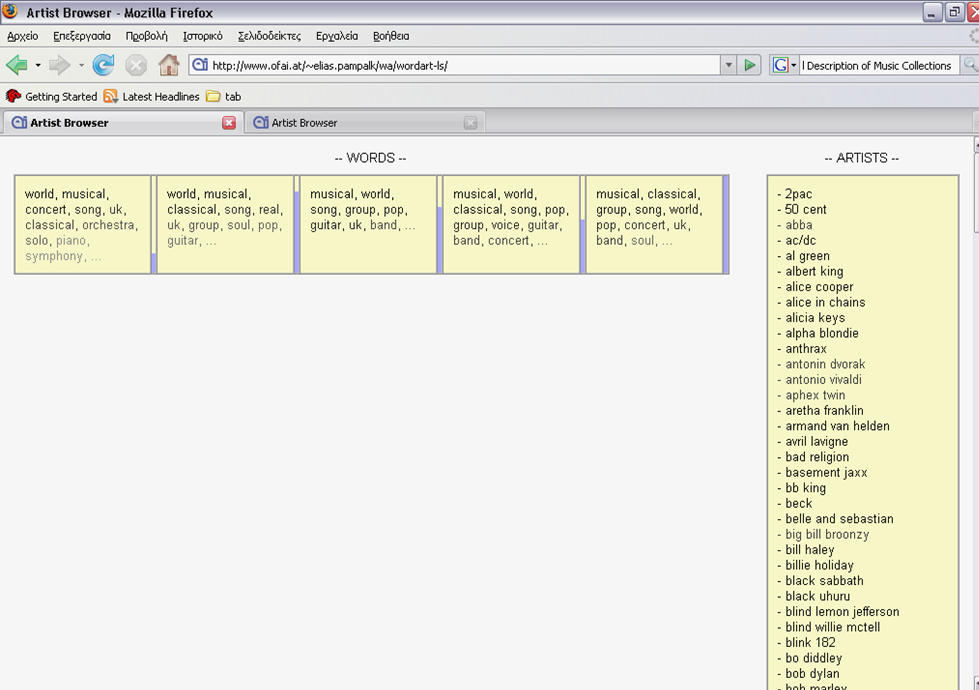 Artist Browser - Mozilla Firefox
Αρχείο Επεξεργασία Προβολή Ιστορικό Σελιδοδείκτες Εργαλεία Βοήθεια
http://www.ofai.at/~elias.pampalk/wa/wordart-ls/
l Description of Music Collections
Getting Started Latest Headlines tab
Artist Browser Artist Browser
-- WORDS --
world, musical,
concert, song, uk,
classical, orchestra,
solo, piano,
symphony, ...
world, musical,
classical, song, real,
uk, group, soul, pop,
guitar, ...
musical, world,
song, group, pop,
guitar, uk, band, ...
musical, world,
classical, song, pop,
group, voice, guitar,
band, concert, ...
musical, classical,
group, song, world,
pop, concert, uk,
band, soul, ...
-- ARTISTS --
- 2pac
- 50 cent
- abba
- ac/dc
- al green
- albert king
- alice cooper
- alice in chains
- alicia keys
- alpha blondie
- anthrax
- antonin dvorak
- antonio vivaldi
- aphex twin
- aretha franklin
- armand van helden
- avril lavigne
- bad religion
- basement jaxx
- bb king
- beck
- belle and sebastian
- big bill broonzy
- bill haley
- billie holiday
- black sabbath
- black uhuru
- blind lemon jefferson
- blind willie mctell
- blink 182
- bo diddley
- bob dylan
- bob marley